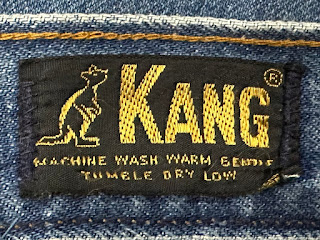 KANG®
MACHINE WASH WARM, GENTLE
TUMBLE DRY LOW